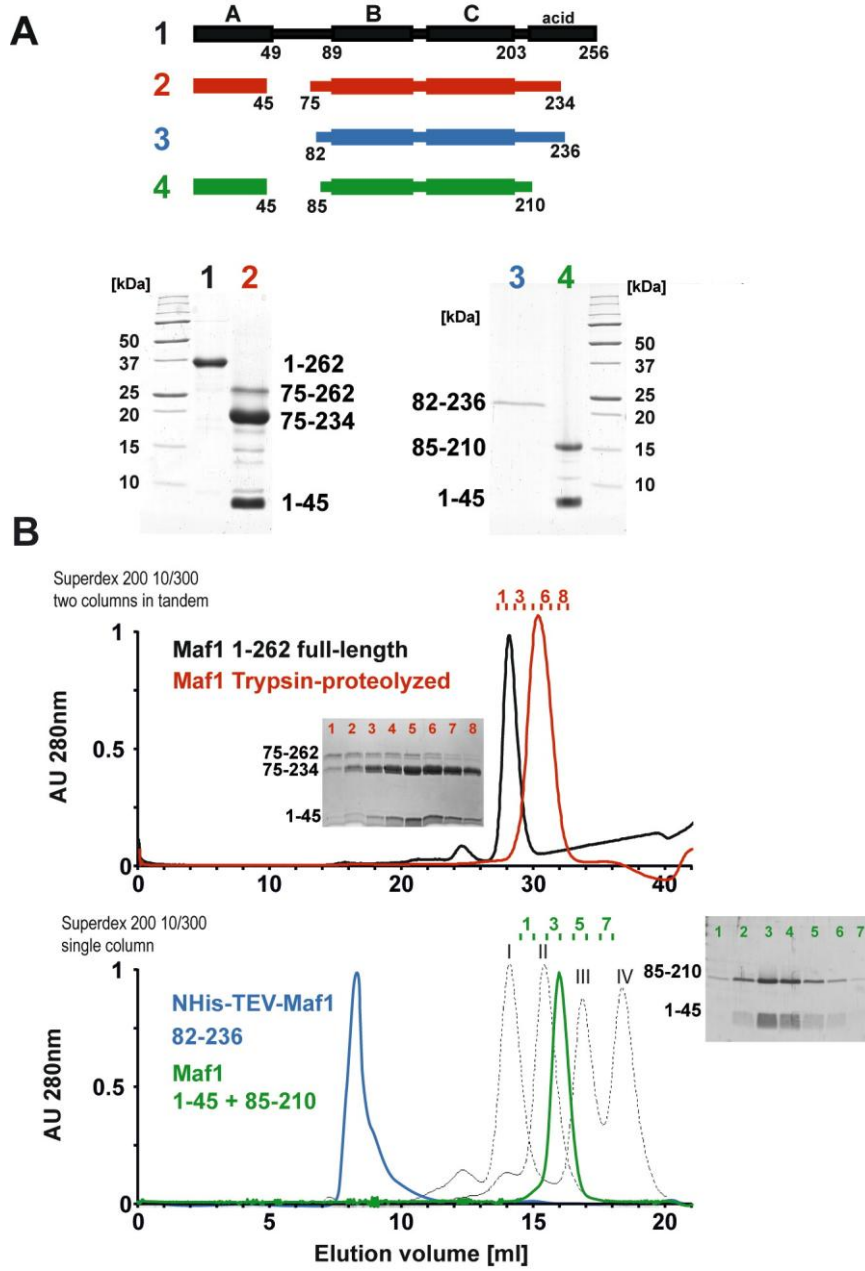 A
A B C acid
1
49 89 203 256
2
45 75 234
3
82 236
4
45 85 210
[kDa] 1 2
50
37
25
20
15
10
1-262
75-262
75-234
1-45
3 4 [kDa]
[kDa]
82-236
85-210
1-45
50
37
25
20
15
10
B
Superdex 200 10/300
two columns in tandem
1 3 6 8
Maf1 1-262 full-length
Maf1 Trypsin-proteolyzed
1 2 3 4 5 6 7 8
75-262
75-234
1-45
AU 280nm
1
0.5
0
0 10 20 30 40
Superdex 200 10/300
single column
1 3 5 7
I II III IV
NHis-TEV-Maf1
82-236
Maf1
1-45 + 85-210
1 2 3 4 5 6 7
85-210
1-45
AU 280nm
1
0.5
0
0 10 15 20
Elution volume [ml]